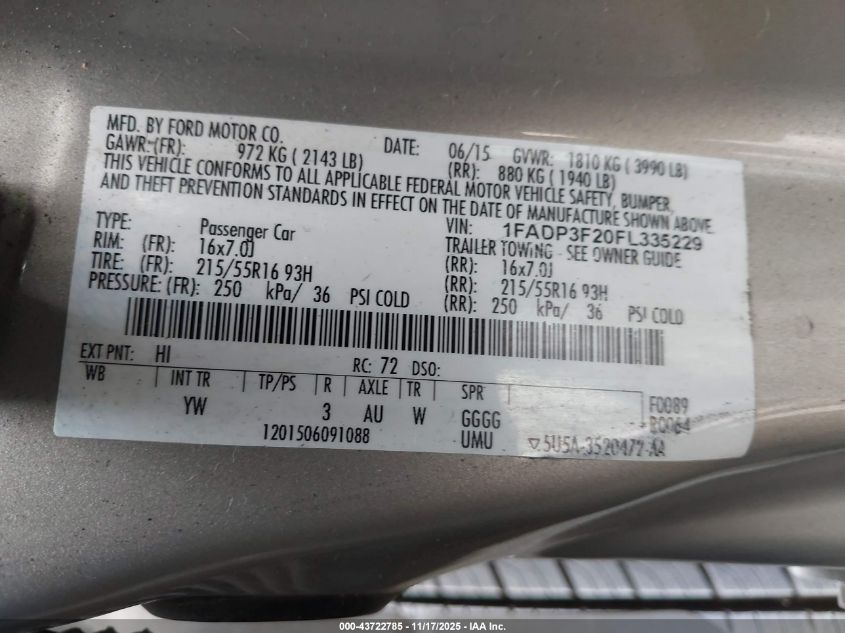 MFD. BY FORD MOTOR CO. DATE: 06/15 GVWR: 1810 KG ( 3990 LB)
GAWR:(FR): 972 KG ( 2143 LB) (RR): 880 KG ( 1940 LB)
THIS VEHICLE CONFORMS TO ALL APPLICABLE FEDERAL MOTOR VEHICLE SAFETY, BUMPER,
AND THEFT PREVENTION STANDARDS IN EFFECT ON THE DATE OF MANUFACTURE SHOWN ABOVE.
VIN: 1FADP3F20FL335229
TYPE: Passenger Car TRAILER TOWING - SEE OWNER GUIDE
RIM: (FR): 16x7.0J (RR): 16x7.0J
TIRE: (FR): 215/55R16 93H (RR): 215/55R16 93H
PRESSURE: (FR): 250 kPa/ 36 PSI COLD (RR): 250 kPa/ 36 PSI COLD
EXT PNT: HI RC: 72 DSO:
WB INT TR TP/PS R AXLE TR SPR F0089
YW 3 AU W GGGG B0064
1201506091088 UMU 5U5A-3520472-AA
000-43722785 - 11/17/2025 - IAA Inc.